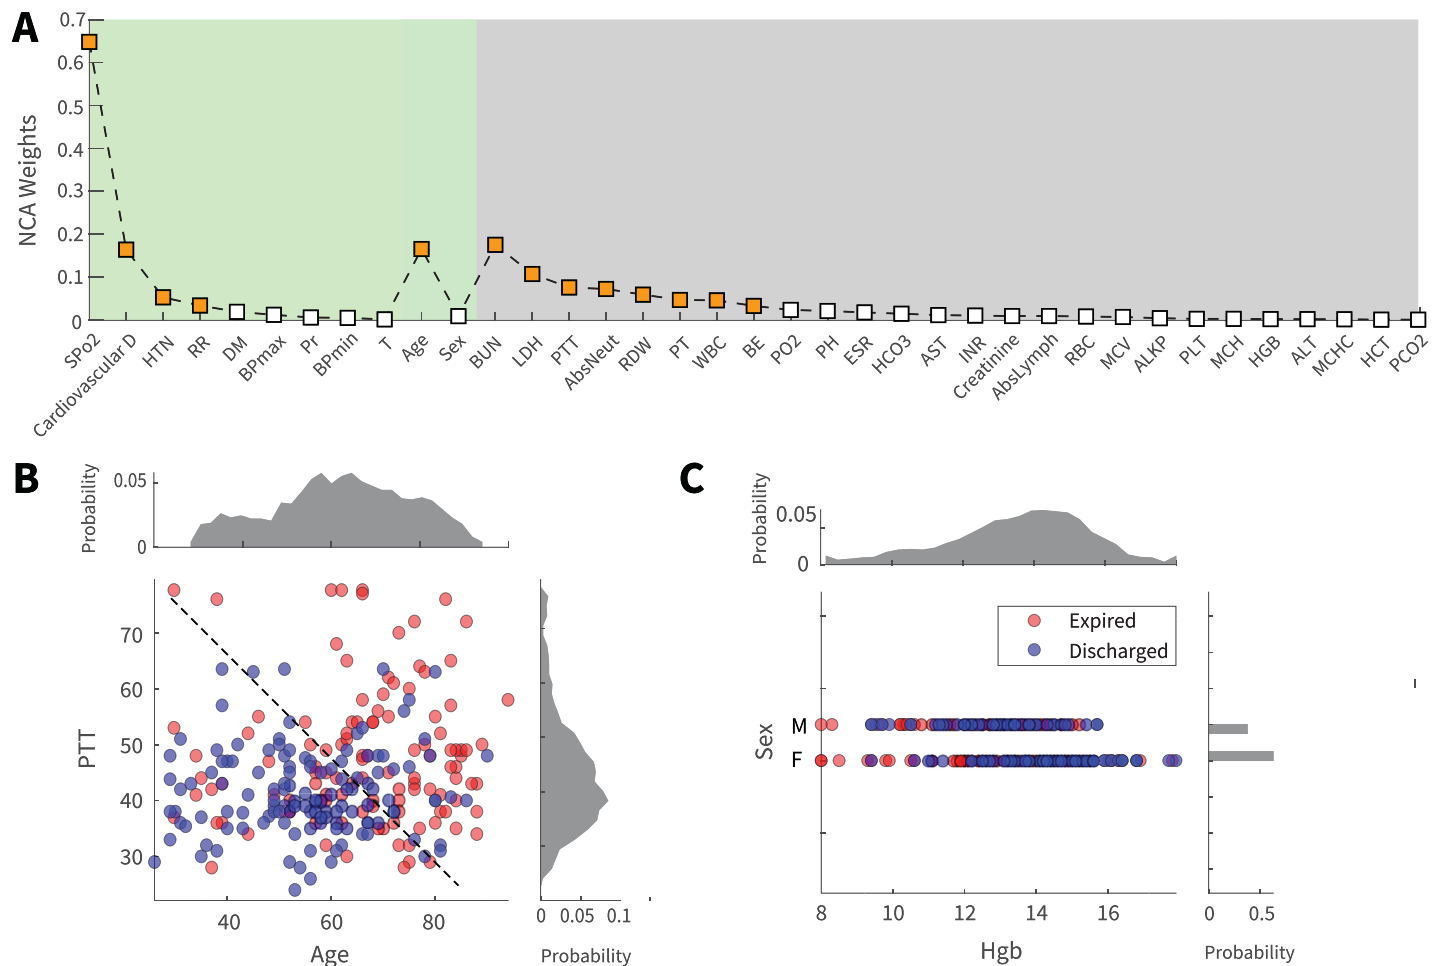 A
0.7
0.6
0.5
0.4
0.3
0.2
0.1
0
NCA Weights
SPo2
Cardiovascular D
HTN
RR
DM
BPmax
Pr
BPmin
T
Age
Sex
BUN
LDH
PTT
AbsNeut
RDW
PT
WBC
BE
PO2
PH
ESR
HCO3
AST
INR
Creatinine
AbsLymph
RBC
MCV
ALKP
PLT
MCH
HGB
ALT
MCHC
HCT
PCO2
B
Probability
0.05
0
PTT
70
60
50
40
30
40 60 80
Age
0 0.05 0.1
Probability
C
Probability
0.05
0
Expired
Discharged
Sex
M
F
8 10 12 14 16
Hgb
0 0.5
Probability